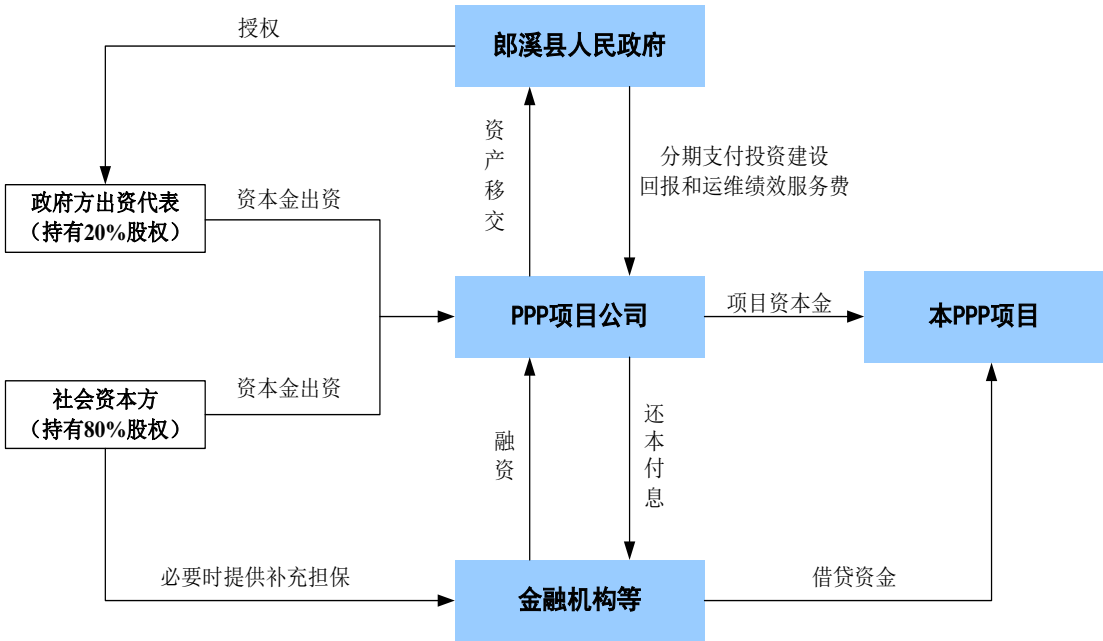 授权
郎溪县人民政府
资产移交
分期支付投资建设
回报和运维绩效服务费
政府方出资代表
（持有20%股权）
资本金出资
PPP项目公司
项目资本金
本PPP项目
社会资本方
（持有80%股权）
资本金出资
融资
还本付息
必要时提供补充担保
金融机构等
借贷资金